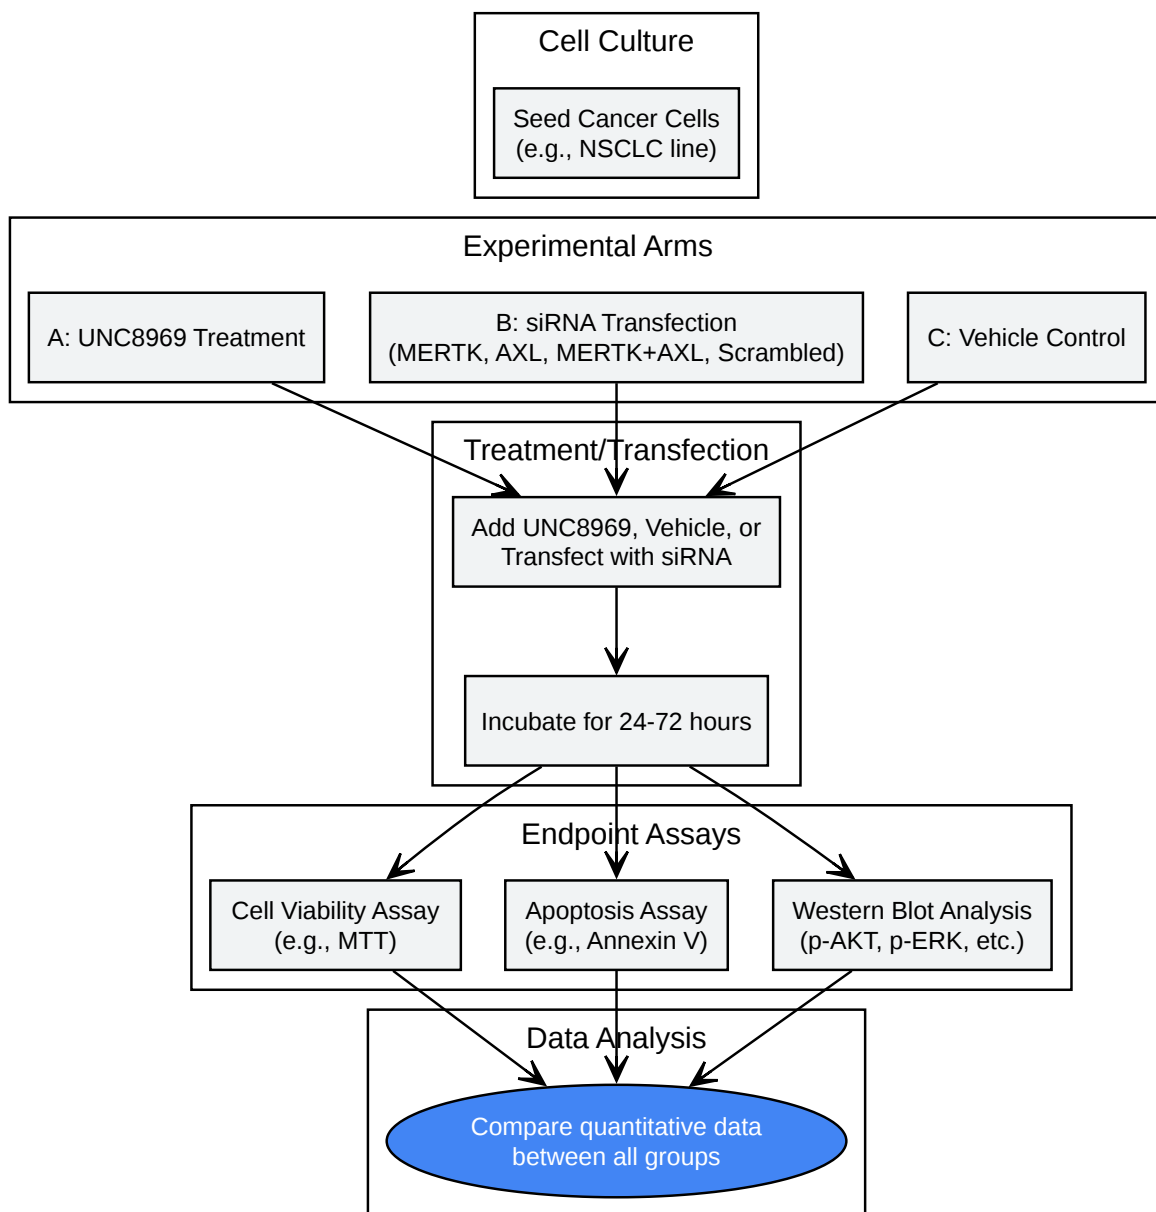 Cell Culture
Seed Cancer Cells
(e.g., NSCLC line)
Experimental Arms
A: UNC8969 Treatment
B: siRNA Transfection
(MERTK, AXL, MERTK+AXL, Scrambled)
C: Vehicle Control
Treatment/Transfection
Add UNC8969, Vehicle, or
Transfect with siRNA
Incubate for 24-72 hours
Endpoint Assays
Cell Viability Assay
(e.g., MTT)
Apoptosis Assay
(e.g., Annexin V)
Western Blot Analysis
(p-AKT, p-ERK, etc.)
Data Analysis
Compare quantitative data
between all groups